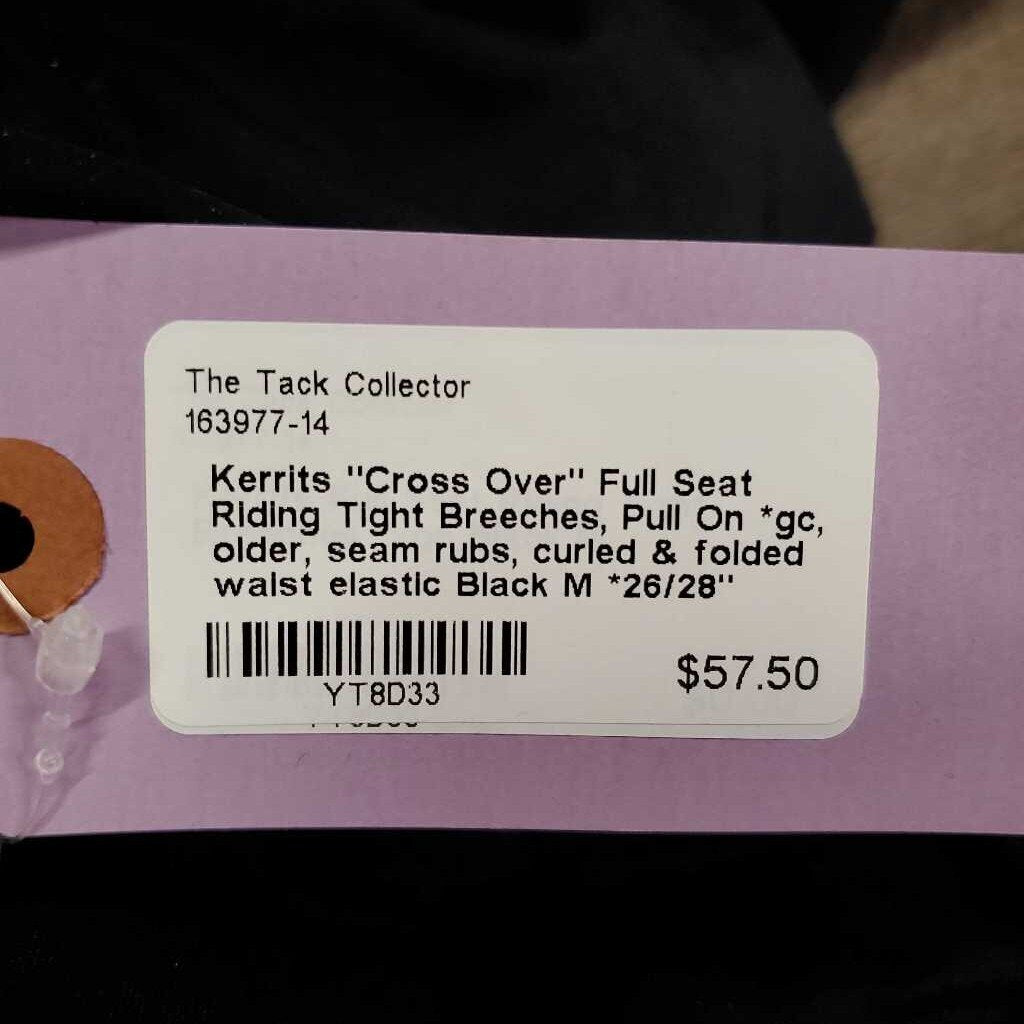 The Tack Collector
163977-14
Kerrits "Cross Over" Full Seat
Riding Tight Breeches, Pull On *gc,
older, seam rubs, curled & folded
waist elastic Black M *26/28"
YT8D33
$57.50